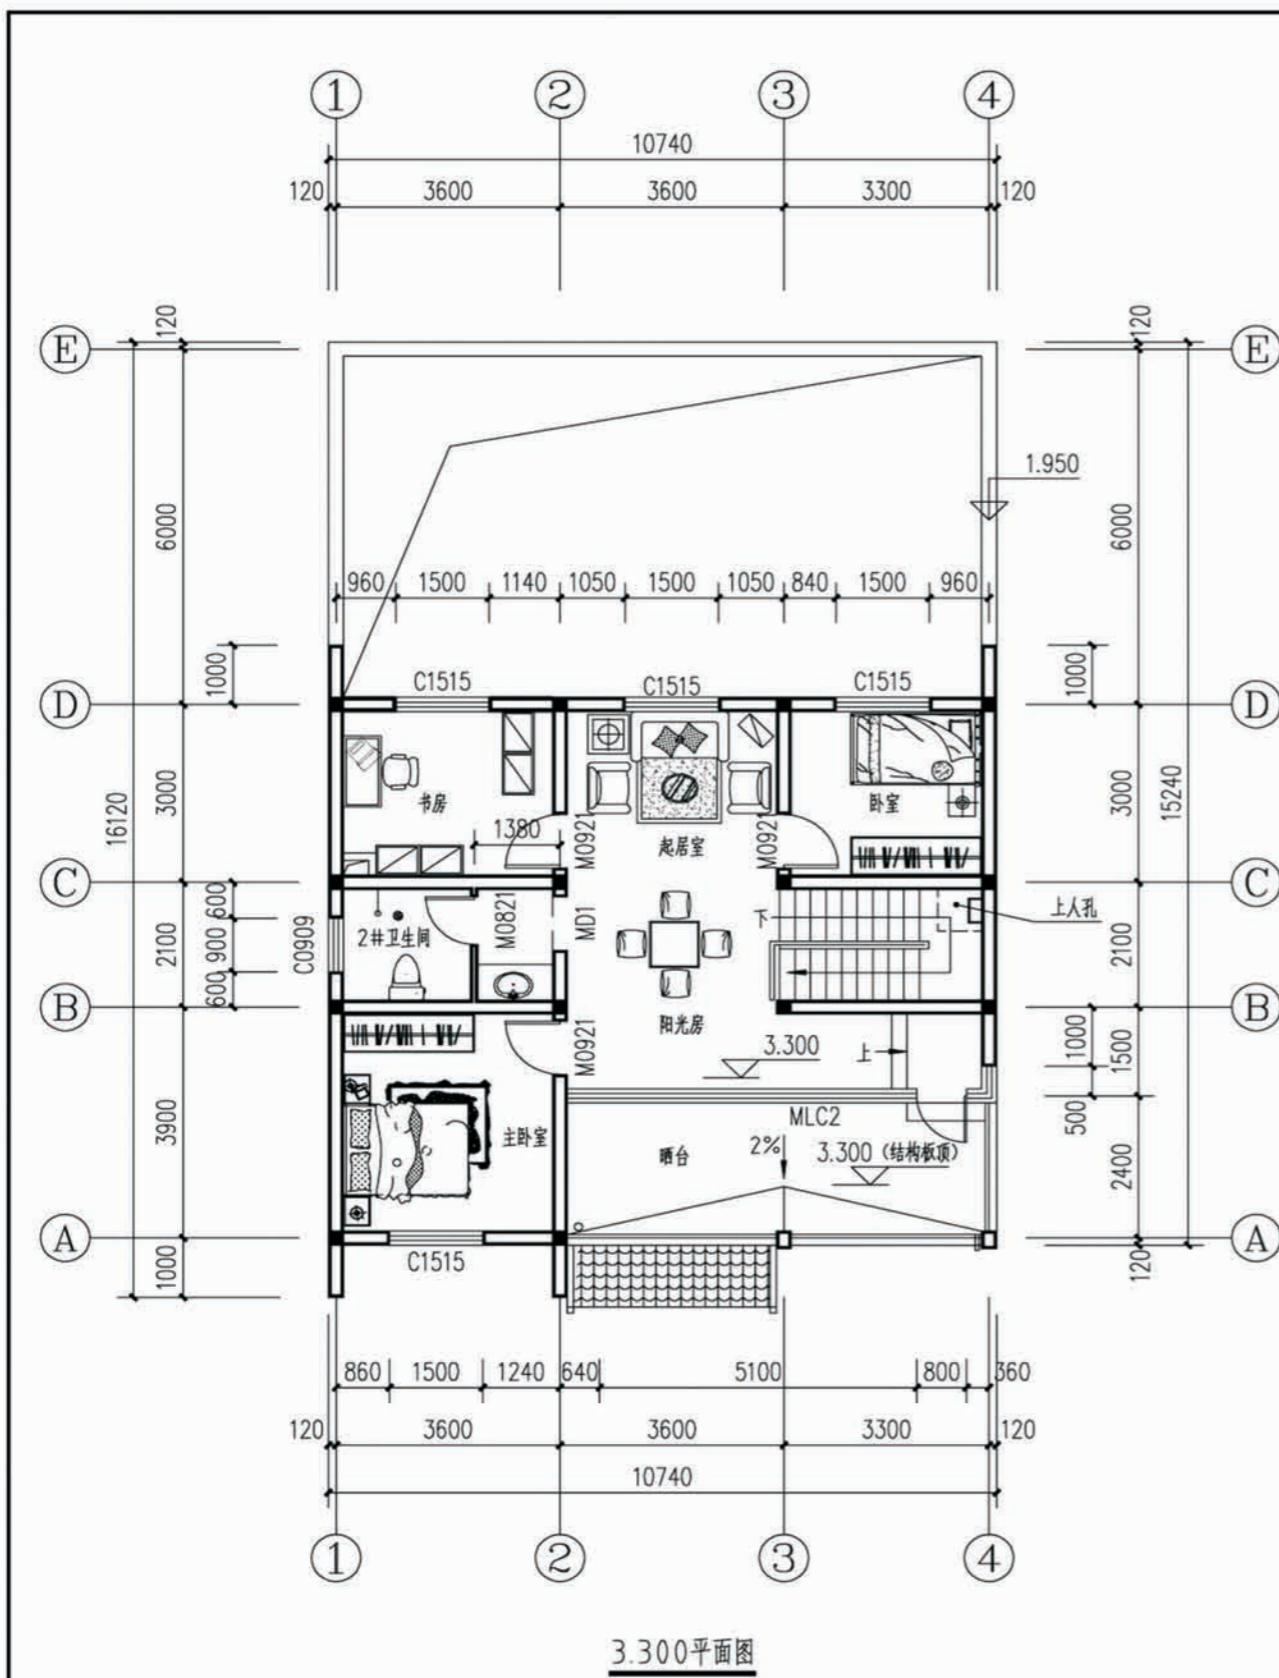 1 2 3 4
10740
120 3600 3600 3300 120
120 120
E E
1.950
6000 6000
960 1500 1140 1050 1500 1050 840 1500 960
1000 1000
C1515 C1515 C1515
D D
16120 3000 3000 15240
书房 卧室
1380 M0921 起居室 M0921
C C
600 上人孔
C0909 900 2100 2#卫生间 M0821 MD1 下 2100
600
B B
阳光房
M0921 3.300 上 1000 1500
500
MLC2
3900 主卧室 晒台 2% 3.300(结构板顶) 2400
A A
1000 C1515 120
860 1500 1240 640 5100 800 360
120 3600 3600 3300 120
10740
1 2 3 4
3.300平面图